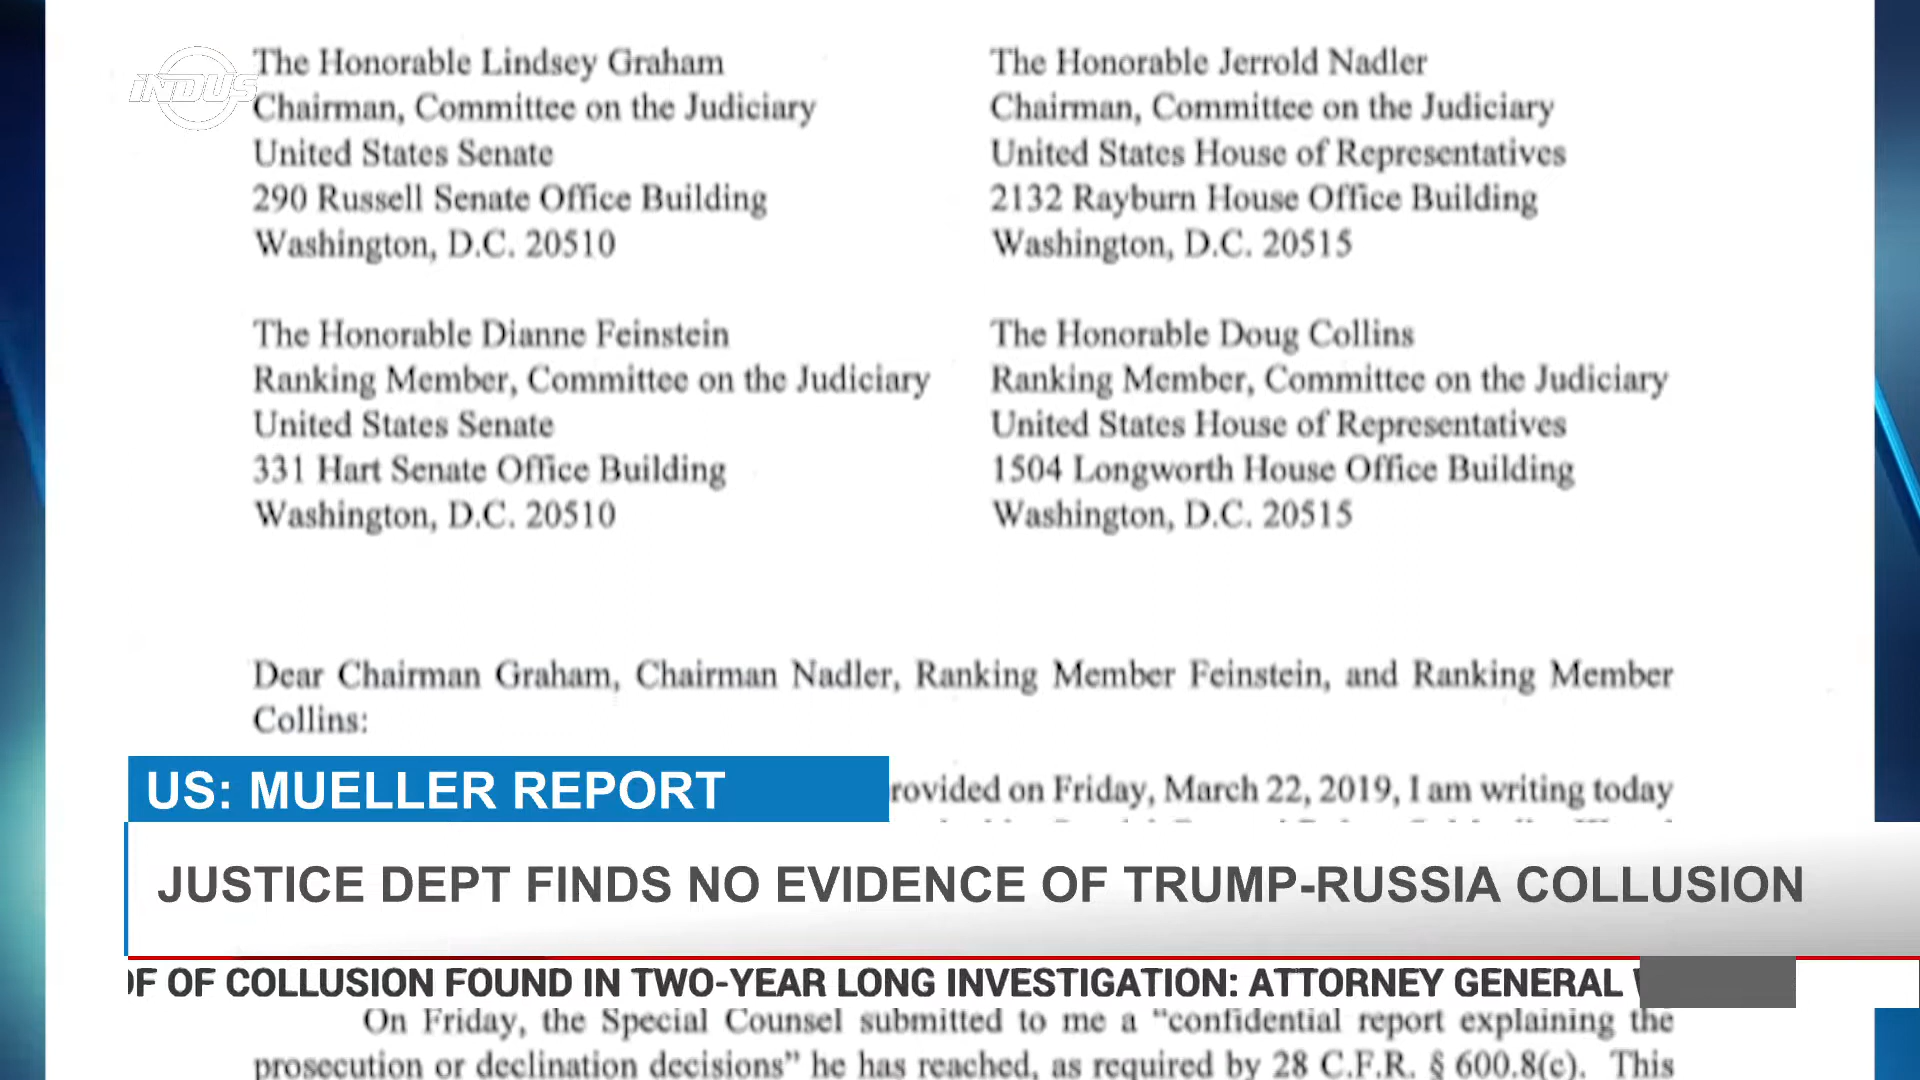 INDUS
The Honorable Lindsey Graham
Chairman, Committee on the Judiciary
United States Senate
290 Russell Senate Office Building
Washington, D.C. 20510
The Honorable Jerrold Nadler
Chairman, Committee on the Judiciary
United States House of Representatives
2132 Rayburn House Office Building
Washington, D.C. 20515
The Honorable Dianne Feinstein
Ranking Member, Committee on the Judiciary
United States Senate
331 Hart Senate Office Building
Washington, D.C. 20510
The Honorable Doug Collins
Ranking Member, Committee on the Judiciary
United States House of Representatives
1504 Longworth House Office Building
Washington, D.C. 20515
Dear Chairman Graham, Chairman Nadler, Ranking Member Feinstein, and Ranking Member
Collins:
US: MUELLER REPORT
rovided on Friday, March 22, 2019, I am writing today
JUSTICE DEPT FINDS NO EVIDENCE OF TRUMP-RUSSIA COLLUSION
OF COLLUSION FOUND IN TWO-YEAR LONG INVESTIGATION: ATTORNEY GENERAL
On Friday, the Special Counsel submitted to me a “confidential report explaining the
prosecution or declination decisions” he has reached, as required by 28 C.F.R. § 600.8(c). This